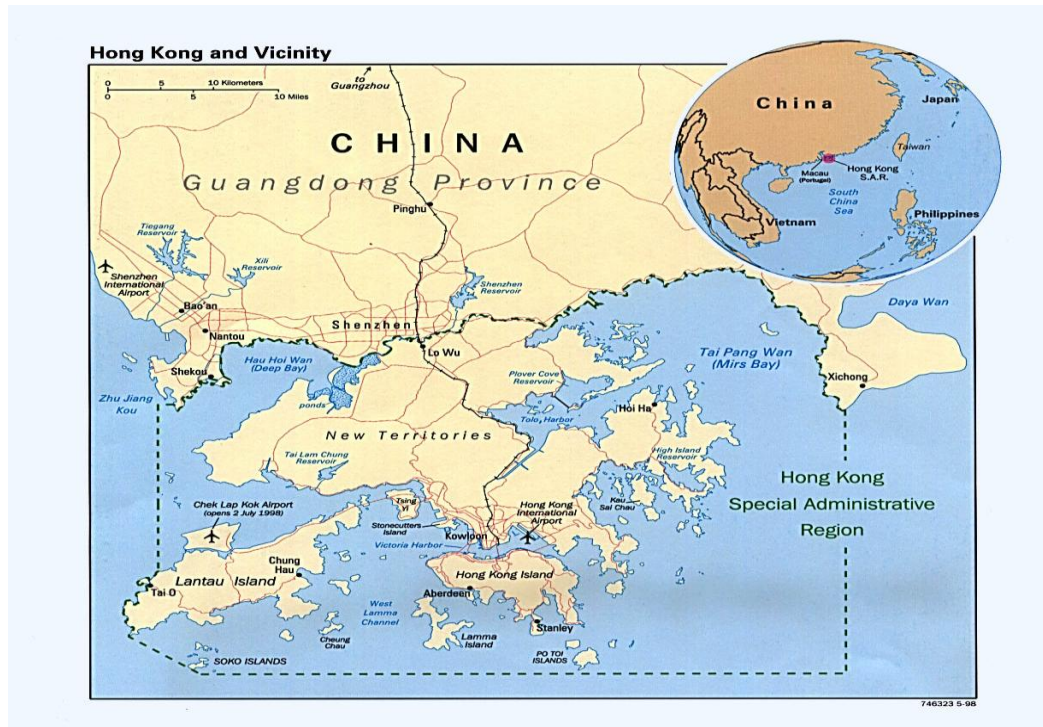 Hong Kong and Vicinity
0 5 10 Kilometers
0 5 10 Miles
to
Guangzhou
CHINA
Guangdong Province
Pinghu
China
Japan
Taiwan
Macau
(Portugal)
Hong Kong
S.A.R.
South
China
Sea
Vietnam
Philippines
Tiegang
Reservoir
Xili
Reservoir
Shenzhen
International
Airport
Shenzhen
Reservoir
Bao'an
Nantou
Shenzhen
Daya Wan
Lo Wu
Hau Hoi Wan
(Deep Bay)
Tai Pang Wan
(Mirs Bay)
Shekou
Plover Cove
Reservoir
Xichong
Zhu Jiang
Kou
ponds
Hoi Ha
Tolo Harbor
New Territories
Tai Lam Chung
Reservoir
High Island
Reservoir
Hong Kong
Special Administrative
Region
Chek Lap Kok Airport
(opens 2 July 1998)
Tsing
Yi
Kau
Sai Chau
Hong Kong
International
Airport
Stonecutters
Island
Kowloon
Victoria Harbor
Chung
Hau
Lantau Island
Hong Kong Island
Tai O
Aberdeen
West
Lamma
Channel
Stanley
Cheung
Chau
Lamma
Island
PO TOI
ISLANDS
SOKO ISLANDS
746323 5-98